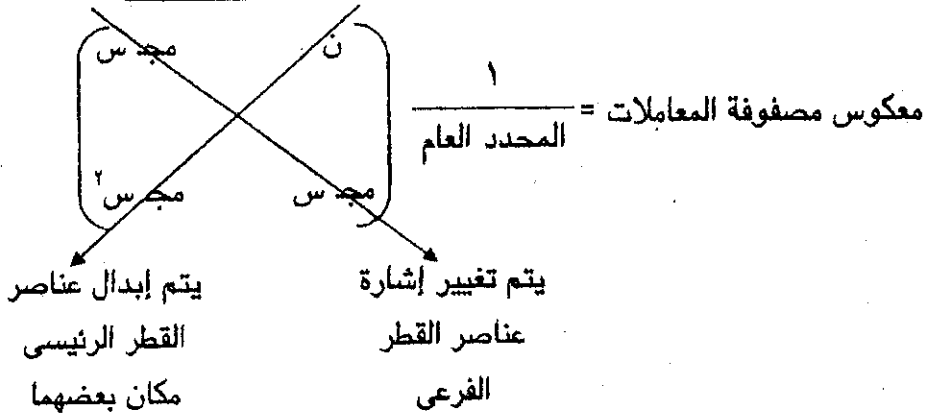 معكوس مصفوفة المعاملات = ١ / المحدد العام
ن مجـ س
مجـ س مجـ س٢
يتم تغيير إشارة
عناصر القطر
الفرعى
يتم إبدال عناصر
القطر الرئيسى
مكان بعضهما